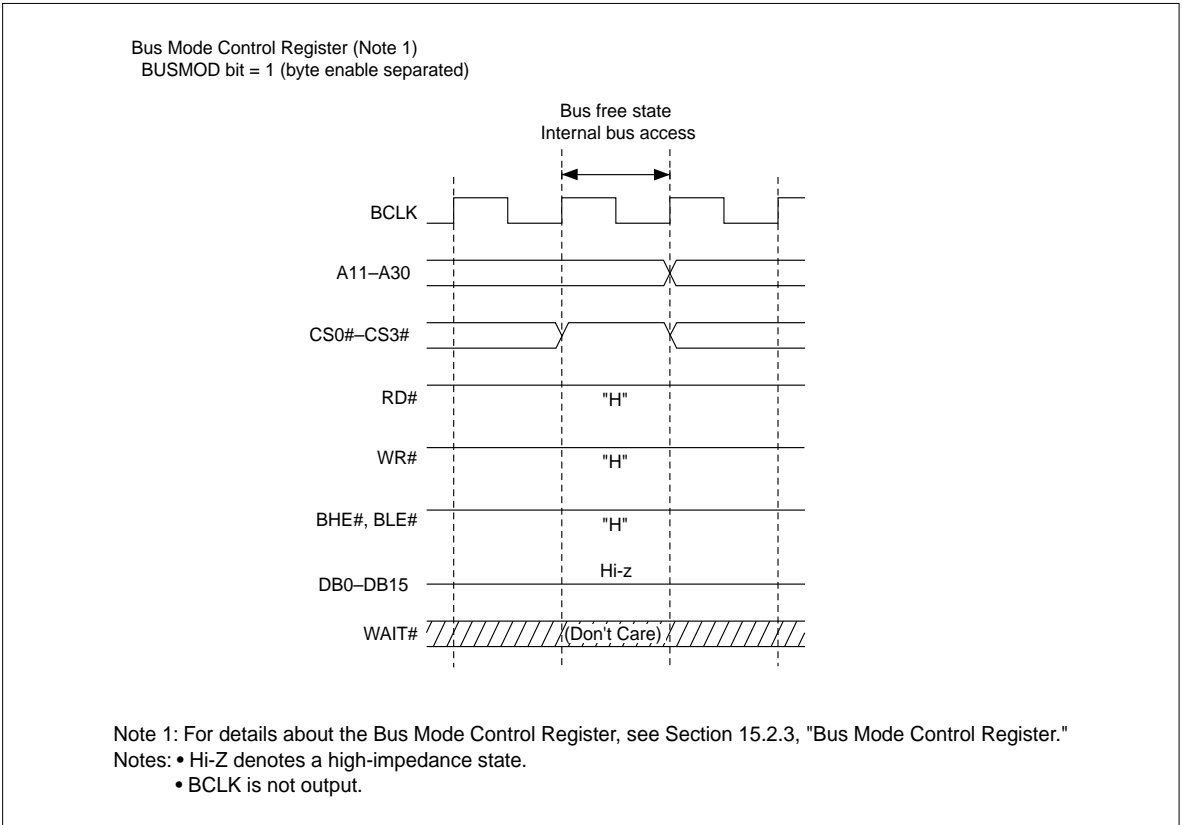 Bus Mode Control Register (Note 1)
BUSMOD bit = 1 (byte enable separated)
Bus free state
Internal bus access
BCLK
A11–A30
CS0#–CS3#
RD# "H"
WR# "H"
BHE#, BLE# "H"
DB0–DB15 Hi-z
WAIT# (Don't Care)
Note 1: For details about the Bus Mode Control Register, see Section 15.2.3, "Bus Mode Control Register."
Notes: • Hi-Z denotes a high-impedance state.
• BCLK is not output.